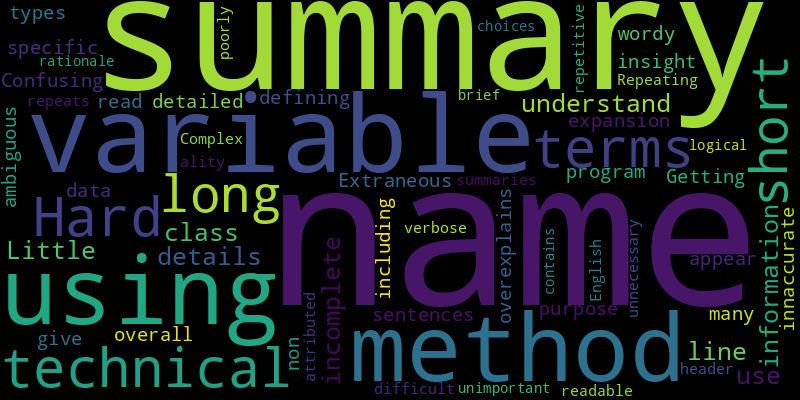 types
summary
choices
poorly
repetitive
wordy
specific
rationale
insight
Confusing
Repeating
repeats
read
detailed
defining
brief
understand
short
variable
expansion
ambiguous
Complex
terms
logical
ality
program
Getting
data
long
Extraneous
summaries
Hard
name
class
verbose
including
overexplains
contains
English
unnecessary
information
innaccurate
Little
details
appear
using
incomplete
attributed
sentences
purpose
many
give
overall
non
method
line
technical
header
use
difficult
unimportant
readable